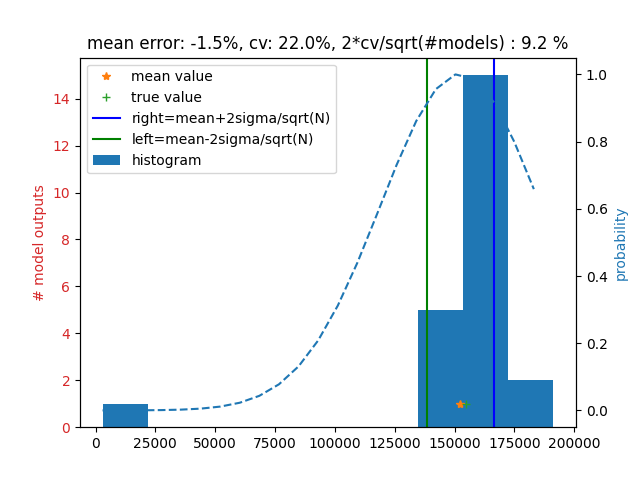 mean error: -1.5%, cv: 22.0%, 2*cv/sqrt(#models) : 9.2 %
mean value
true value
right=mean+2sigma/sqrt(N)
left=mean-2sigma/sqrt(N)
histogram
# model outputs
14
12
10
8
6
4
2
0
1.0
0.8
0.6
0.4
0.2
0.0
probability
0 25000 50000 75000 100000 125000 150000 175000 200000